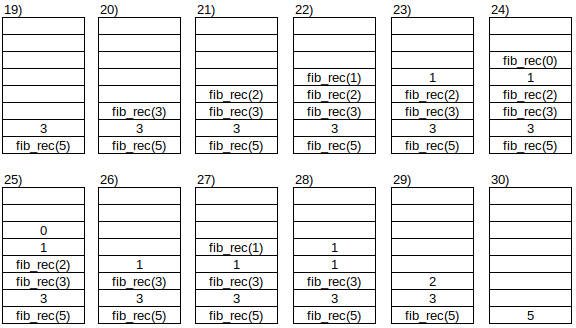 19) 20) 21) 22) 23) 24)
fib_rec(0)
fib_rec(1) 1 1
fib_rec(2) fib_rec(2) fib_rec(2) fib_rec(2)
fib_rec(3) fib_rec(3) fib_rec(3) fib_rec(3) fib_rec(3)
3 3 3 3 3 3
fib_rec(5) fib_rec(5) fib_rec(5) fib_rec(5) fib_rec(5) fib_rec(5)
25) 26) 27) 28) 29) 30)
0
1 fib_rec(1) 1
fib_rec(2) 1 1 1
fib_rec(3) fib_rec(3) fib_rec(3) fib_rec(3) 2
3 3 3 3 3
fib_rec(5) fib_rec(5) fib_rec(5) fib_rec(5) fib_rec(5) 5